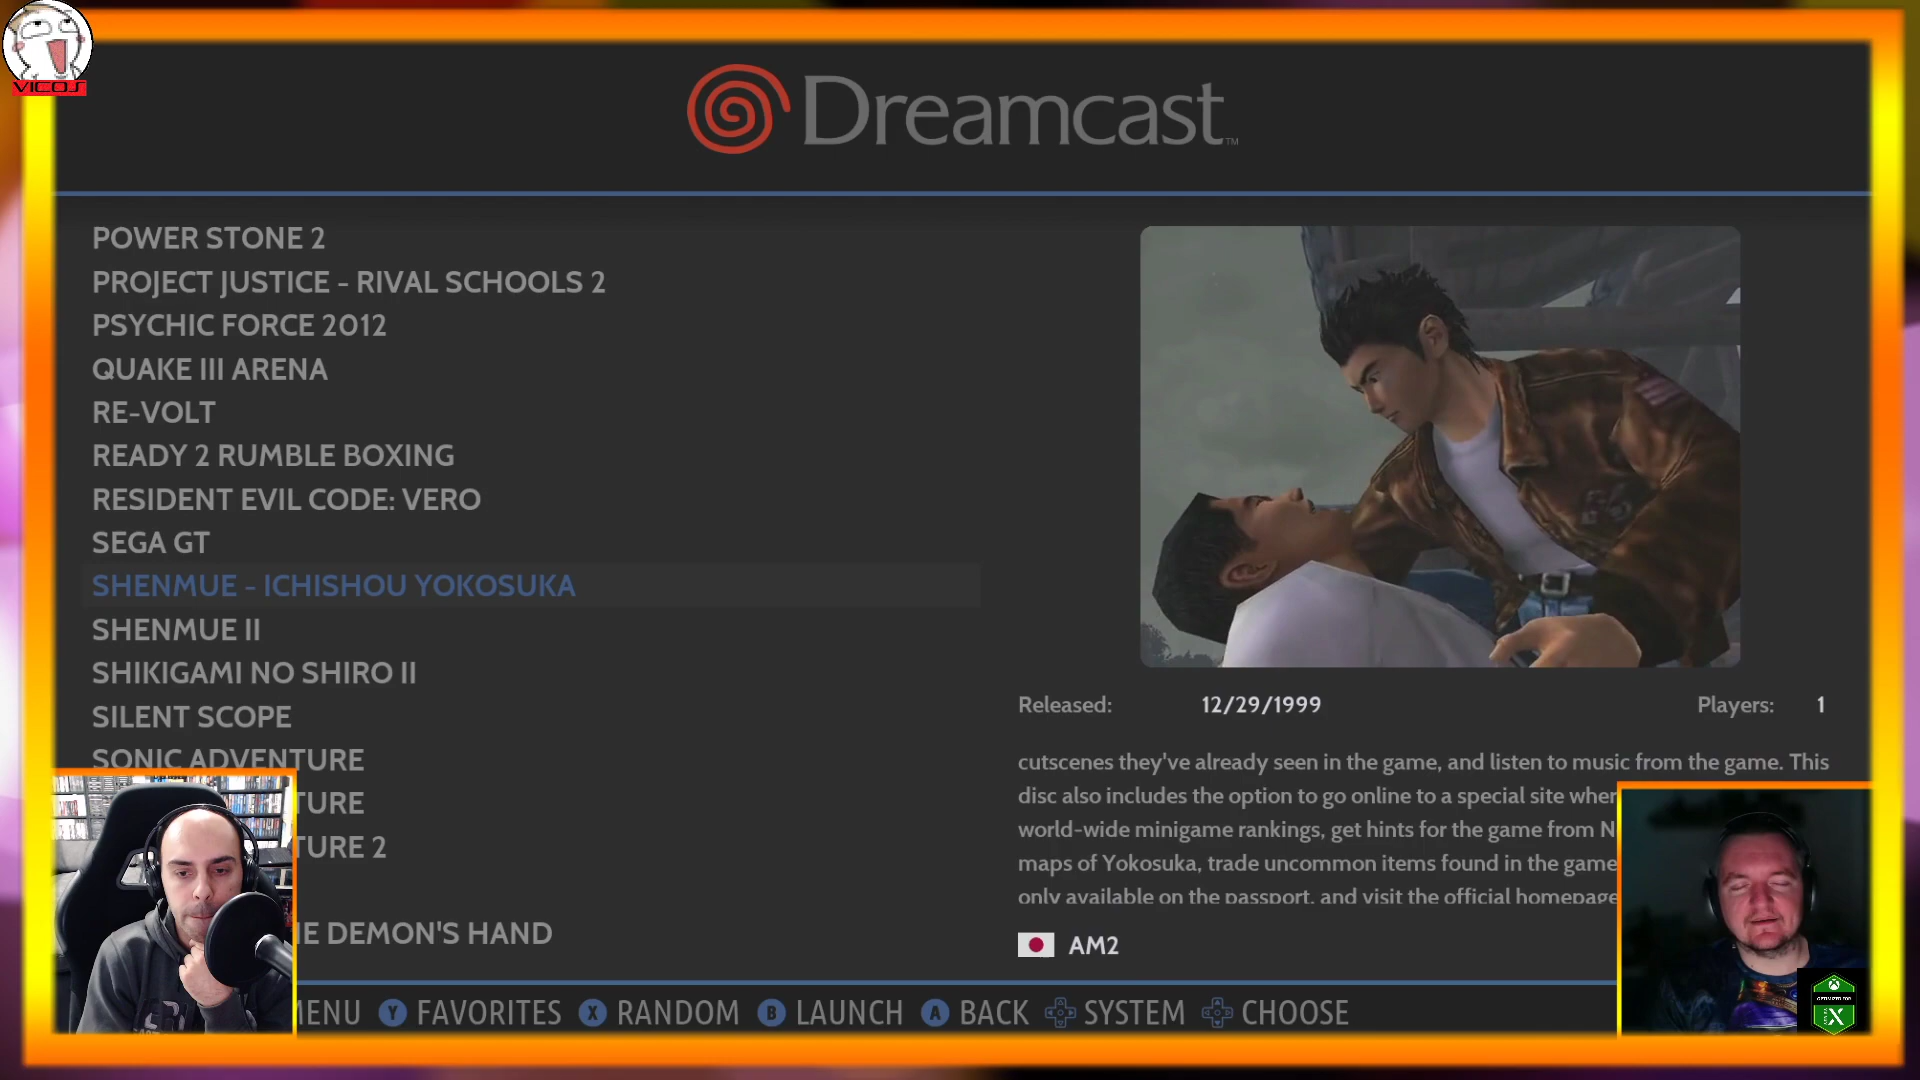 VICOS
Dreamcast™
POWER STONE 2
PROJECT JUSTICE - RIVAL SCHOOLS 2
PSYCHIC FORCE 2012
QUAKE III ARENA
RE-VOLT
READY 2 RUMBLE BOXING
RESIDENT EVIL CODE: VERO
SEGA GT
SHENMUE - ICHISHOU YOKOSUKA
SHENMUE II
SHIKIGAMI NO SHIRO II
SILENT SCOPE
SONIC ADVENTURE
TURE
TURE 2
E DEMON'S HAND
Released: 12/29/1999 Players: 1
cutscenes they've already seen in the game, and listen to music from the game. This
disc also includes the option to go online to a special site wher
world-wide minigame rankings, get hints for the game from N
maps of Yokosuka, trade uncommon items found in the game
only available on the passport, and visit the official homepage
AM2
MENU Y FAVORITES X RANDOM B LAUNCH A BACK SYSTEM CHOOSE
X